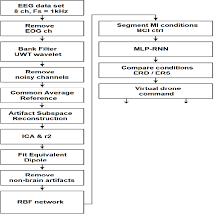 EEG data set
8 ch, Fs = 1kHz
Remove
EOG ch
Bank Filter
UWT wavelet
Remove
noisy channels
Common Average
Reference
Artifact Subspace
Reconstruction
ICA & r2
Fit Equivalent
Dipole
Remove
non-brain artifacts
RBF network
Segment MI conditions
BCI ctrl
MLP-RNN
Compare conditions
ERD / ERS
Virtual drone
command